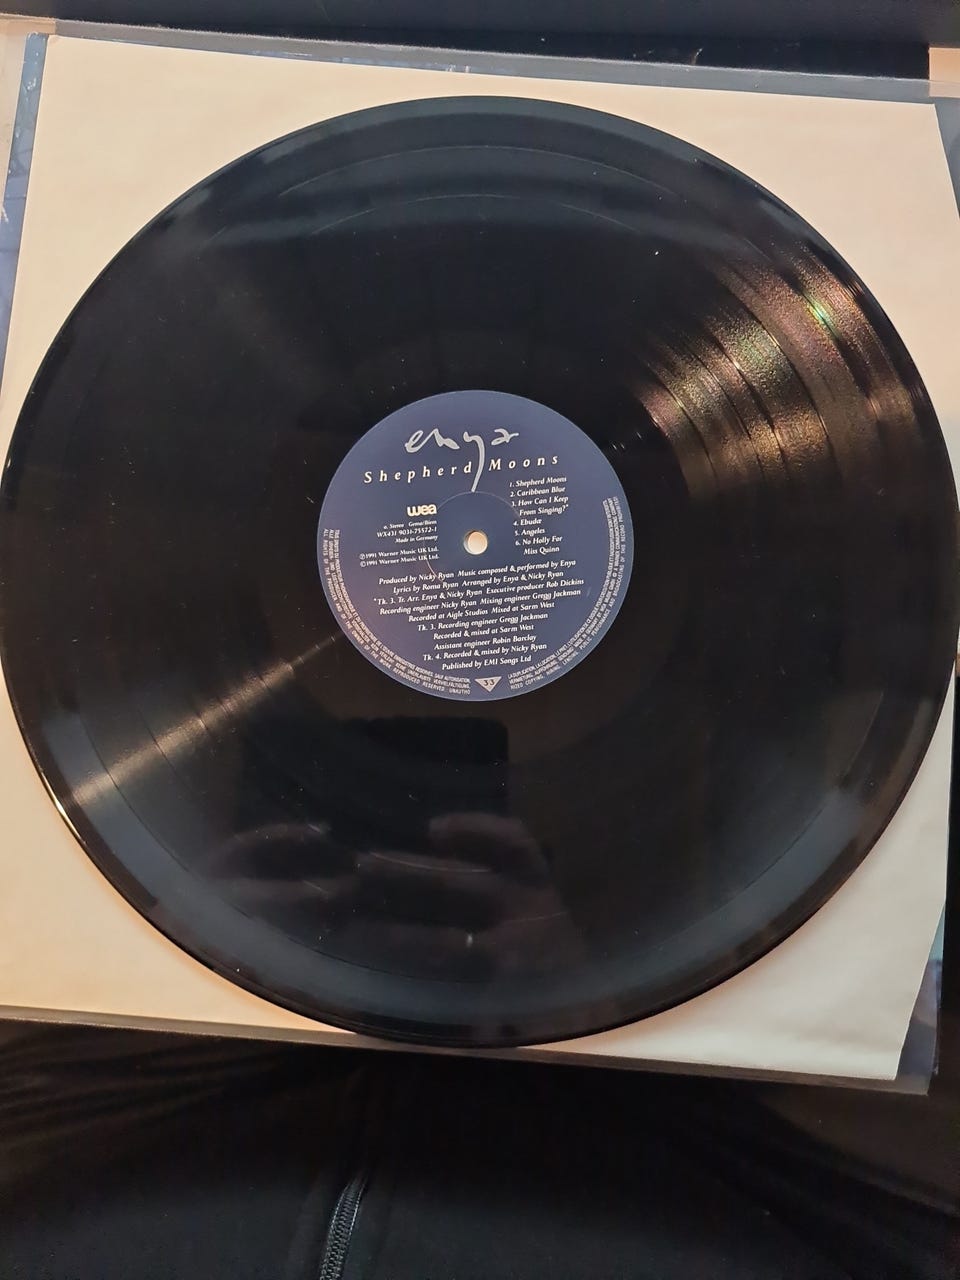 enya
Shepherd Moons
1. Shepherd Moons
2. Caribbean Blue
3. How Can I Keep
From Singing?*
4. Ebudæ
5. Angeles
6. No Holly For
Miss Quinn
wea
a. Stereo Gema/Biem
WX431 9031-75572-1
Made in Germany
℗1991 Warner Music UK Ltd.
©1991 Warner Music UK Ltd.
Produced by Nicky Ryan Music composed & performed by Enya
Lyrics by Roma Ryan Arranged by Enya & Nicky Ryan
*Tk. 3. Tr. Arr. Enya & Nicky Ryan Executive producer Rob Dickins
Recording engineer Nicky Ryan Mixing engineer Gregg Jackman
Recorded at Aigle Studios Mixed at Sarm West
Tk. 3. Recording engineer Gregg Jackman
Recorded & mixed at Sarm West
Assistant engineer Robin Barclay
Tk. 4. Recorded & mixed by Nicky Ryan
Published by EMI Songs Ltd
33